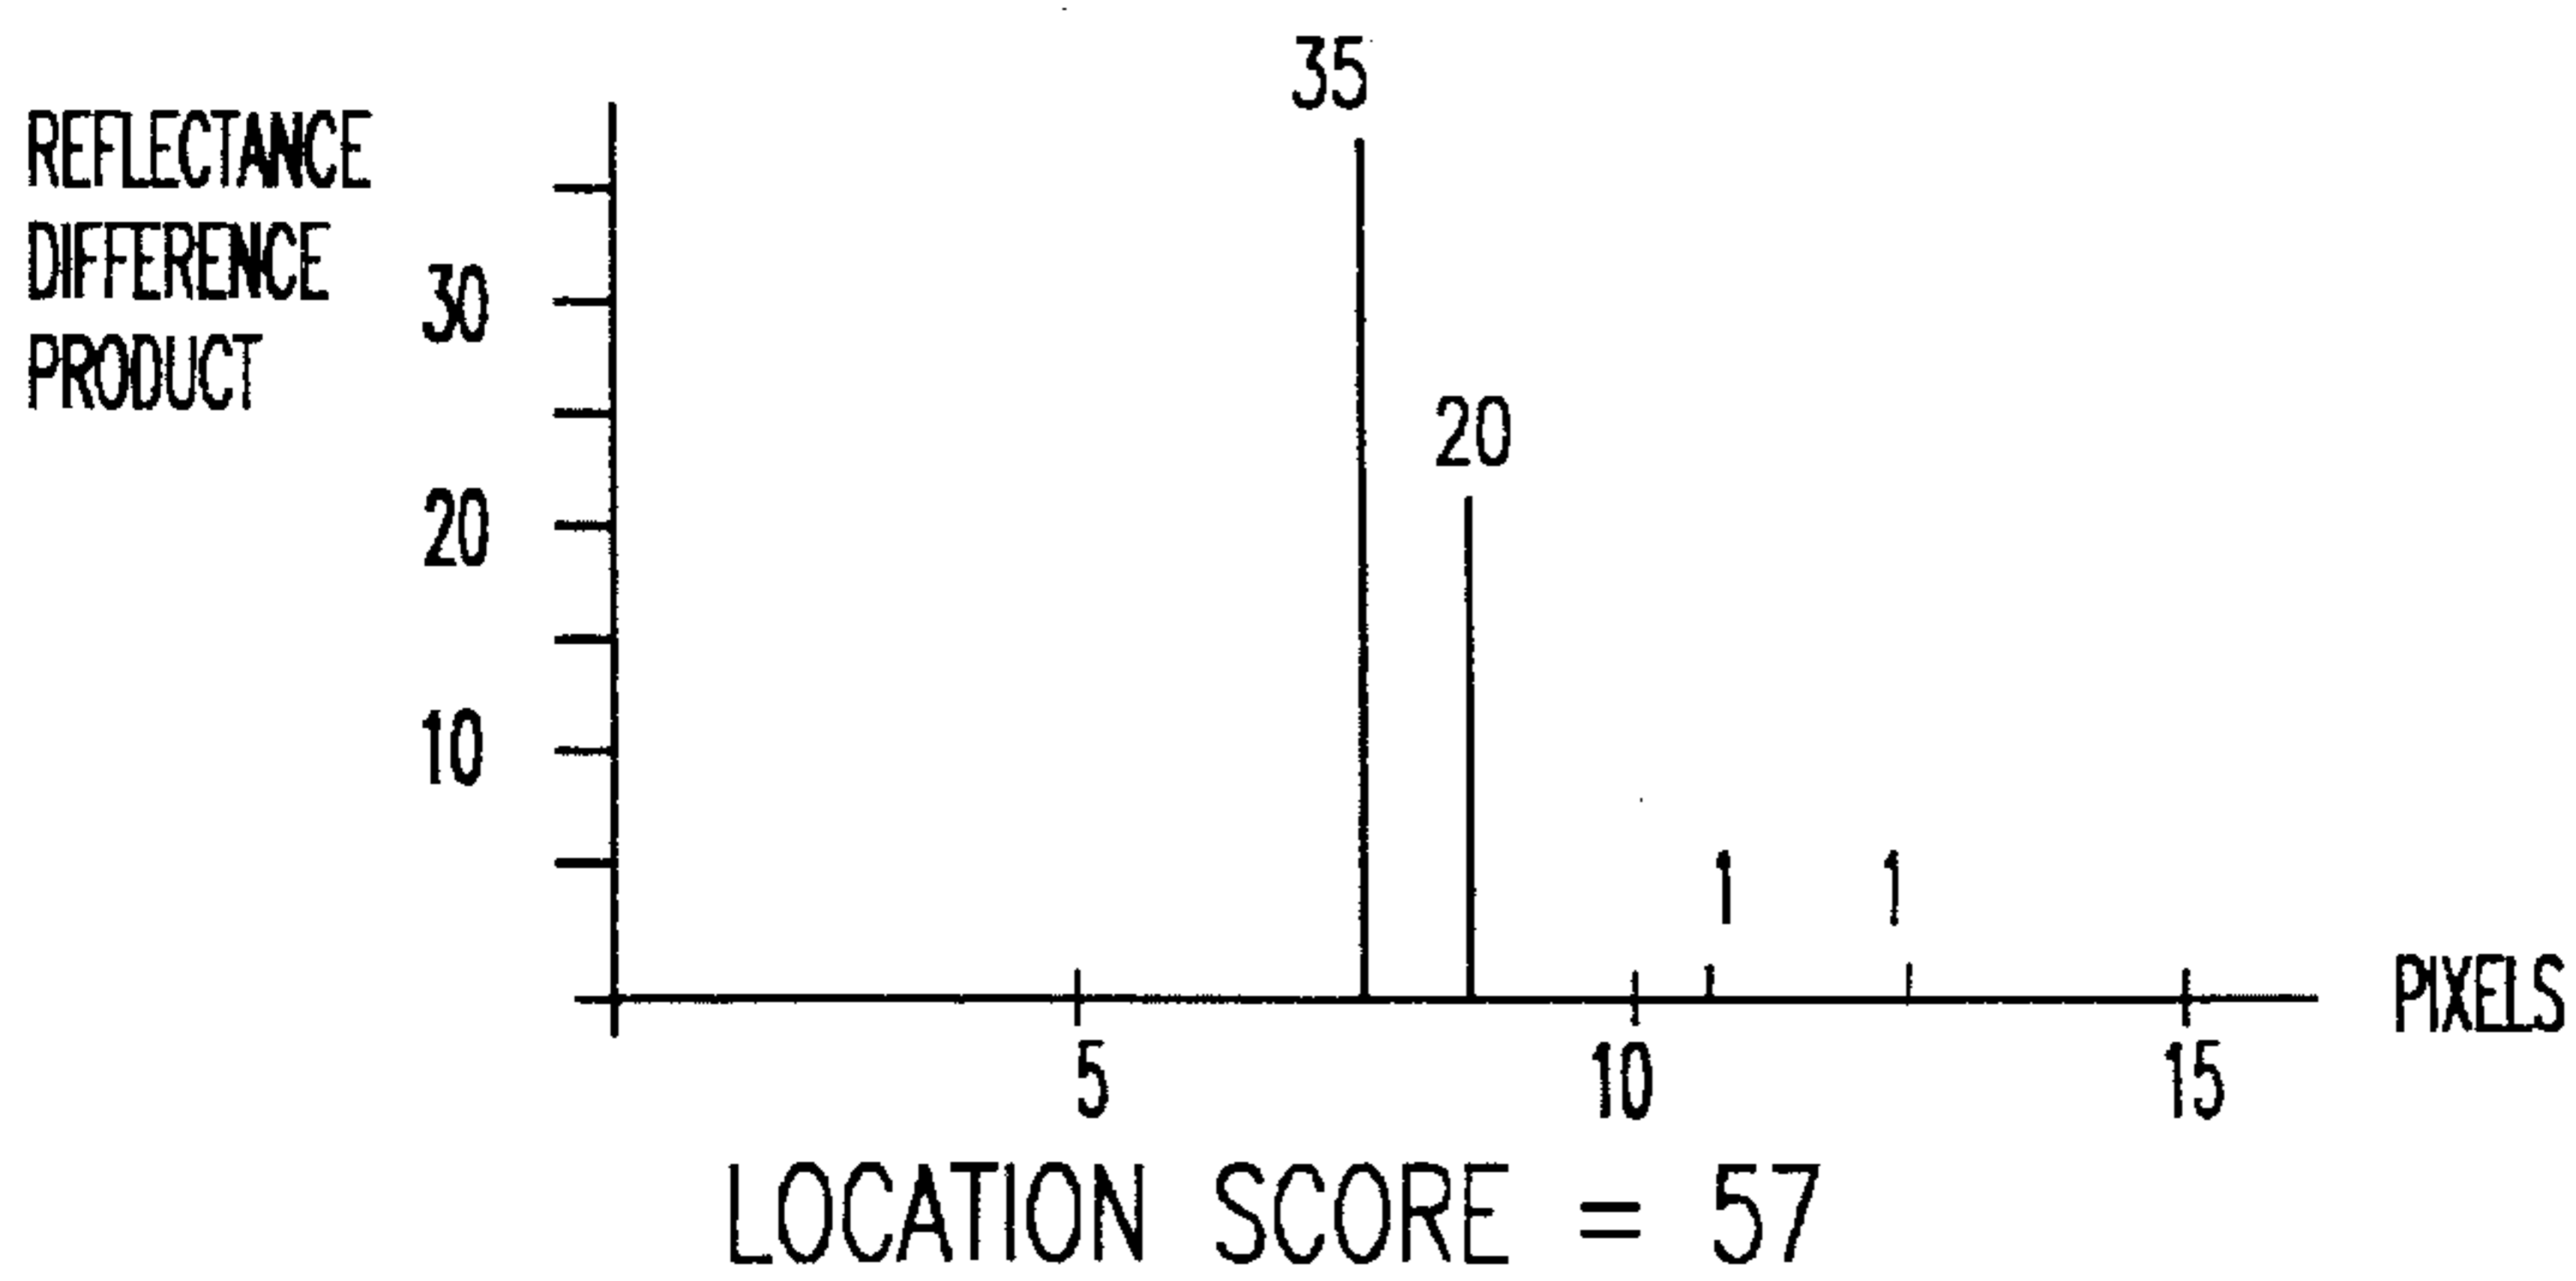 35
REFLECTANCE
DIFFERENCE
PRODUCT
30
20
20
10
1 1
PIXELS
5 10 15
LOCATION SCORE = 57